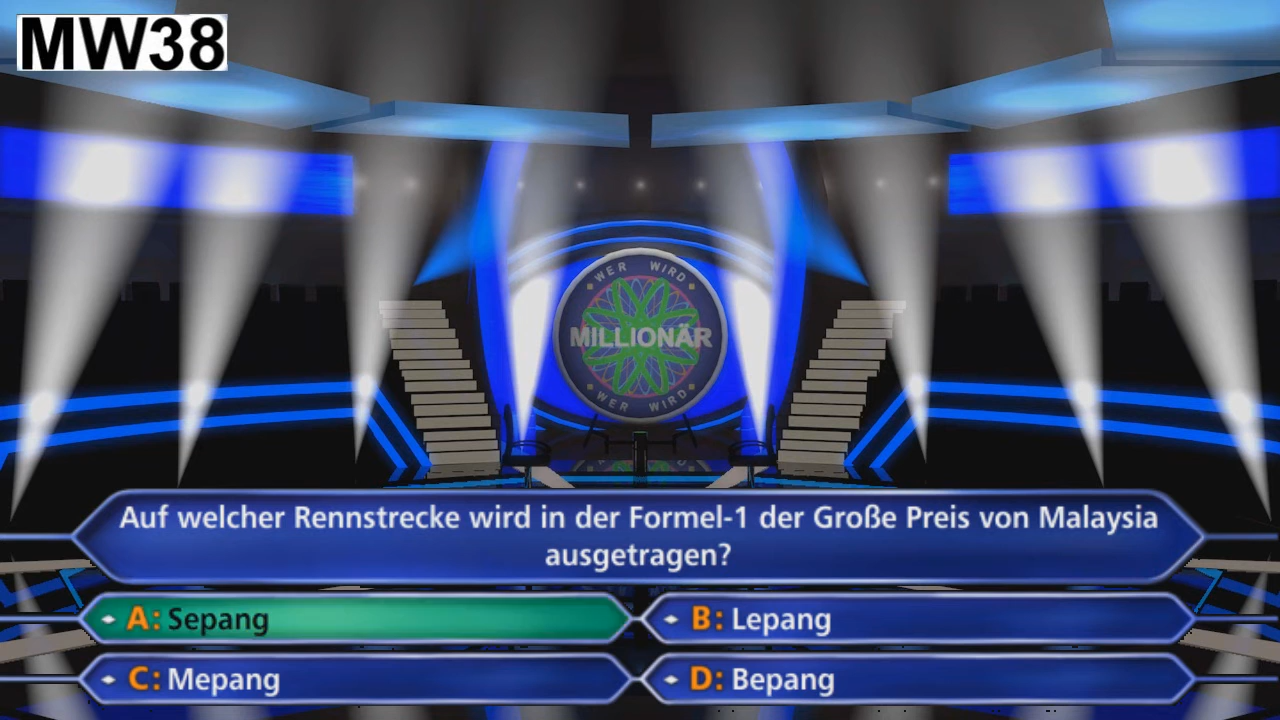 MW38
WER WIRD
MILLIONÄR
WER WIRD
Auf welcher Rennstrecke wird in der Formel-1 der Große Preis von Malaysia
ausgetragen?
A: Sepang
B: Lepang
C: Mepang
D: Bepang